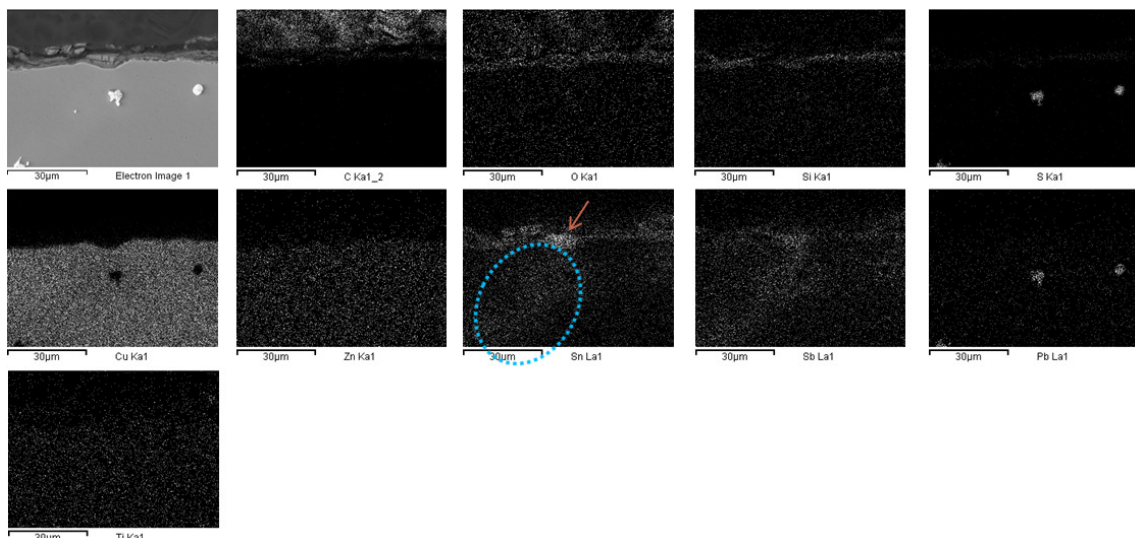 30µm Electron Image 1
30µm C Ka1_2
30µm O Ka1
30µm Si Ka1
30µm S Ka1
30µm Cu Ka1
30µm Zn Ka1
30µm Sn La1
30µm Sb La1
30µm Pb La1
30µm Ti Ka1